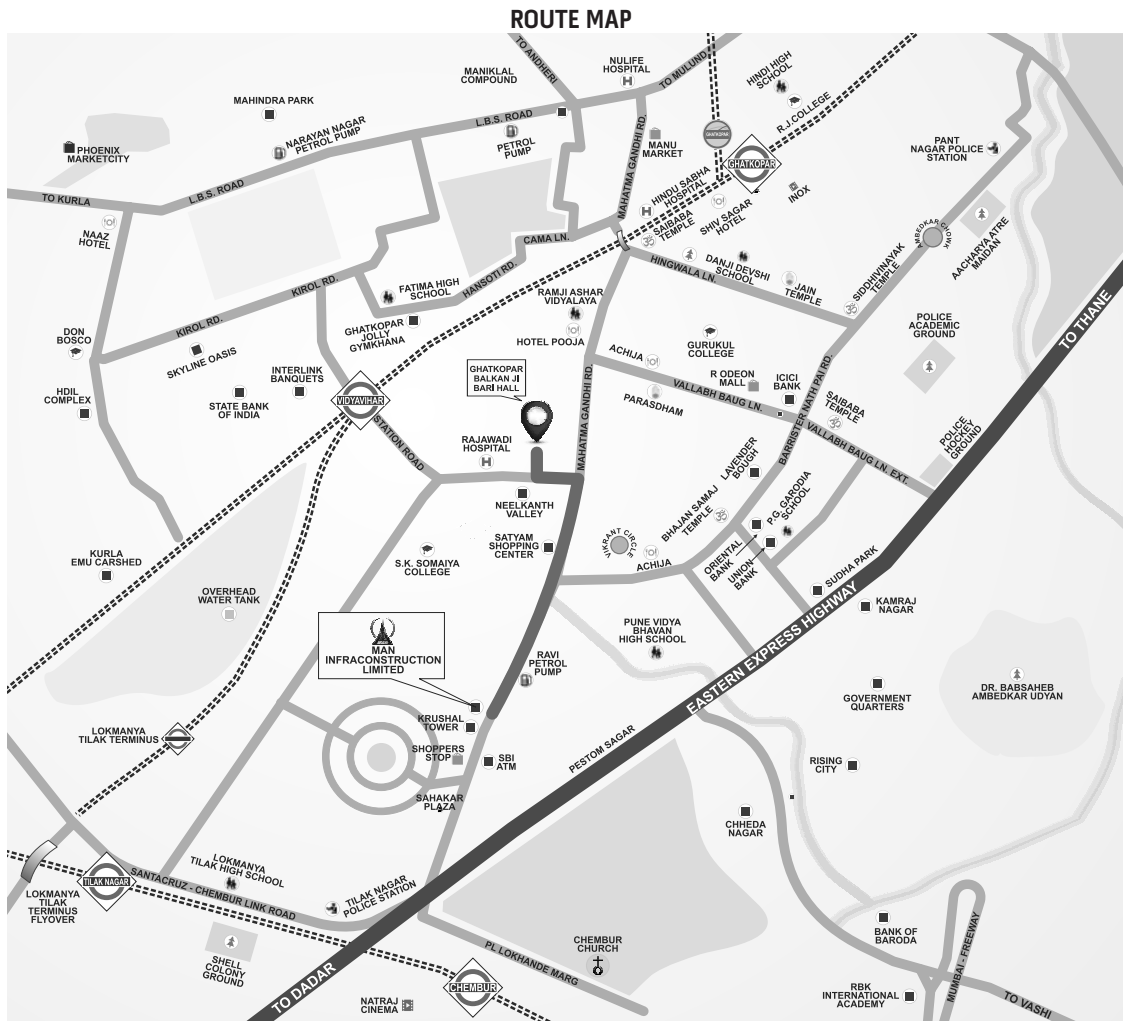 ROUTE MAP
TO ANDHERI
MANIKLAL
COMPOUND
NULIFE
HOSPITAL
TO MULUND
HINDI HIGH
SCHOOL
R.J.COLLEGE
MAHINDRA PARK
NARAYAN NAGAR
PETROL PUMP
L.B.S. ROAD
PETROL
PUMP
MAHATMA GANDHI RD.
MANU
MARKET
GHATKOPAR
GHATKOPAR
PANT
NAGAR POLICE
STATION
PHOENIX
MARKETCITY
TO KURLA
L.B.S. ROAD
HINDU SABHA
HOSPITAL
SAIBABA
TEMPLE
SHIV SAGAR
HOTEL
INOX
AMBEDKAR CHOWK
AACHARYA ATRE
MAIDAN
NAAZ
HOTEL
CAMA LN.
HANSOTI RD.
HINGWALA LN.
DANJI DEVSHI
SCHOOL
JAIN
TEMPLE
SIDDHIVINAYAK
TEMPLE
TO THANE
KIROL RD.
FATIMA HIGH
SCHOOL
RAMJI ASHAR
VIDYALAYA
HOTEL POOJA
POLICE
ACADEMIC
GROUND
DON
BOSCO
KIROL RD.
SKYLINE OASIS
GHATKOPAR
JOLLY
GYMKHANA
ACHIJA
GURUKUL
COLLEGE
HDIL
COMPLEX
INTERLINK
BANQUETS
STATE BANK
OF INDIA
VIDYAVIHAR
GHATKOPAR
BALKAN JI
BARI HALL
MAHATMA GANDHI RD.
PARASDHAM
VALLABH BAUG LN.
R ODEON
MALL
ICICI
BANK
BARRISTER NATH PAI RD.
SAIBABA
TEMPLE
VALLABH BAUG LN. EXT.
POLICE
HOCKEY
GROUND
STATION ROAD
RAJAWADI
HOSPITAL
LAVENDER
BOUGH
BHAJAN SAMAJ
TEMPLE
P.G. GARODIA
SCHOOL
NEELKANTH
VALLEY
SATYAM
SHOPPING
CENTER
VIKRANT CIRCLE
ACHIJA
ORIENTAL
BANK
UNION
BANK
KURLA
EMU CARSHED
S.K. SOMAIYA
COLLEGE
SUDHA PARK
KAMRAJ
NAGAR
OVERHEAD
WATER TANK
MAN
INFRACONSTRUCTION
LIMITED
PUNE VIDYA
BHAVAN
HIGH SCHOOL
EASTERN EXPRESS HIGHWAY
RAVI
PETROL
PUMP
GOVERNMENT
QUARTERS
DR. BABSAHEB
AMBEDKAR UDYAN
LOKMANYA
TILAK TERMINUS
KRUSHAL
TOWER
SHOPPERS
STOP
SBI
ATM
PESTOM SAGAR
RISING
CITY
SAHAKAR
PLAZA
CHHEDA
NAGAR
TILAK NAGAR
LOKMANYA
TILAK HIGH SCHOOL
SANTACRUZ - CHEMBUR LINK ROAD
TILAK NAGAR
POLICE STATION
LOKMANYA
TILAK
TERMINUS
FLYOVER
SHELL
COLONY
GROUND
PL LOKHANDE MARG
CHEMBUR
CHURCH
BANK OF
BARODA
MUMBAI - FREEWAY
TO DADAR
CHEMBUR
NATRAJ
CINEMA
RBK
INTERNATIONAL
ACADEMY
TO VASHI